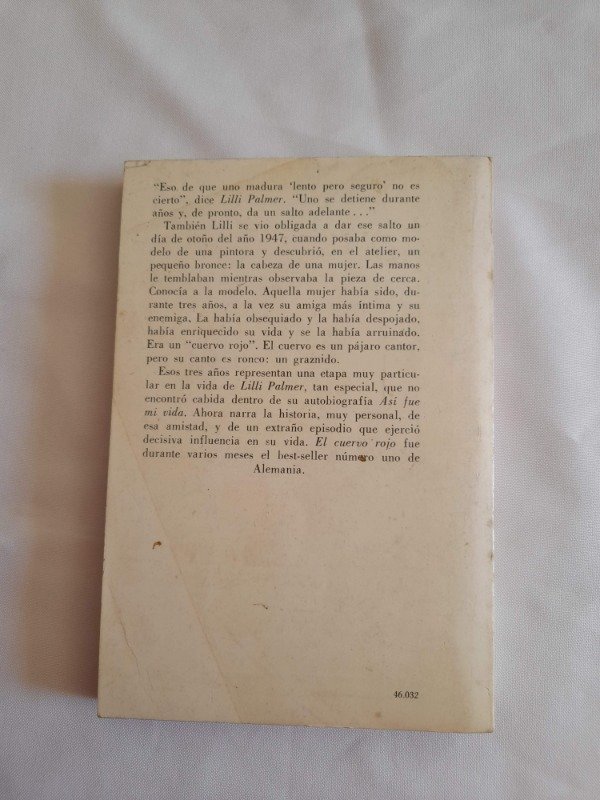 "Eso de que uno madura 'lento pero seguro' no es
cierto", dice Lilli Palmer. "Uno se detiene durante
años y, de pronto, da un salto adelante . . ."
También Lilli se vio obligada a dar ese salto un
día de otoño del año 1947, cuando posaba como mo-
delo de una pintora y descubrió, en el atelier, un
pequeño bronce: la cabeza de una mujer. Las manos
le temblaban mientras observaba la pieza de cerca.
Conocía a la modelo. Aquella mujer había sido, du-
rante tres años, a la vez su amiga más íntima y su
enemiga. La había obsequiado y la había despojado,
había enriquecido su vida y se la había arruinado.
Era un "cuervo rojo". El cuervo es un pájaro cantor,
pero su canto es ronco: un graznido.
Esos tres años representan una etapa muy particu-
lar en la vida de Lilli Palmer, tan especial, que no
encontró cabida dentro de su autobiografía Así fue
mi vida. Ahora narra la historia, muy personal, de
esa amistad, y de un extraño episodio que ejerció
decisiva influencia en su vida. El cuervo rojo fue
durante varios meses el best-seller número uno de
Alemania.
46.032